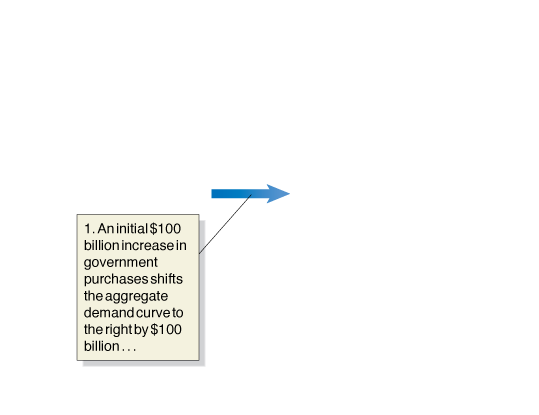 1. An initial $100
billion increase in
government
purchases shifts
the aggregate
demand curve to
the right by $100
billion . . .